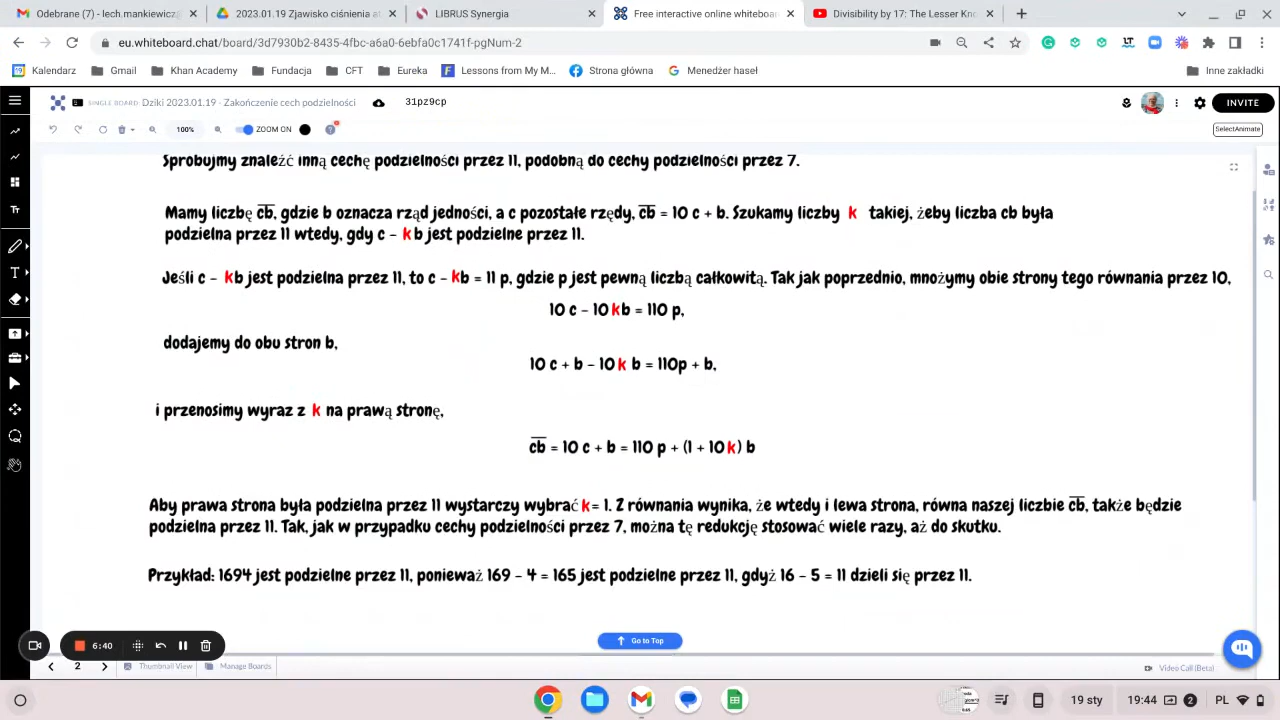 Odebrane (7) - lech.mankiewicz
2023.01.19 Zjawisko ciśnienia at
LIBRUS Synergia
Free interactive online whiteboa
Divisibility by 17: The Lesser Kno
eu.whiteboard.chat/board/3d7930b2-8435-4fbc-a6a0-6ebfa0c1741f-pgNum-2
Kalendarz Gmail Khan Academy Fundacja CFT Eureka Lessons from My M... Strona główna Menedżer haseł Inne zakładki
SINGLE BOARD Dziki 2023.01.19 - Zakończenie cech podzielności 31pz9cp INVITE
100% ZOOM ON SelectAnimate
Spróbujmy znaleźć inną cechę podzielności przez 11, podobną do cechy podzielności przez 7.
Mamy liczbę c̅b̅, gdzie b oznacza rząd jedności, a c pozostałe rzędy, c̅b̅ = 10 c + b. Szukamy liczby k takiej, żeby liczba cb była
podzielna przez 11 wtedy, gdy c - kb jest podzielne przez 11.
Jeśli c - kb jest podzielna przez 11, to c - kb = 11 p, gdzie p jest pewną liczbą całkowitą. Tak jak poprzednio, mnożymy obie strony tego równania przez 10,
10 c - 10 k b = 110 p,
dodajemy do obu stron b,
10 c + b - 10 k b = 110p + b,
i przenosimy wyraz z k na prawą stronę,
c̅b̅ = 10 c + b = 110 p + (1 + 10 k) b
Aby prawa strona była podzielna przez 11 wystarczy wybrać k = 1. Z równania wynika, że wtedy i lewa strona, równa naszej liczbie c̅b̅, także będzie
podzielna przez 11. Tak, jak w przypadku cechy podzielności przez 7, można tę redukcję stosować wiele razy, aż do skutku.
Przykład: 1694 jest podzielne przez 11, ponieważ 169 - 4 = 165 jest podzielne przez 11, gdyż 16 - 5 = 11 dzieli się przez 11.
6:40
Go to Top
2 Thumbnail View Manage Boards Video Call (Beta)
19 sty 19:44 2 PL